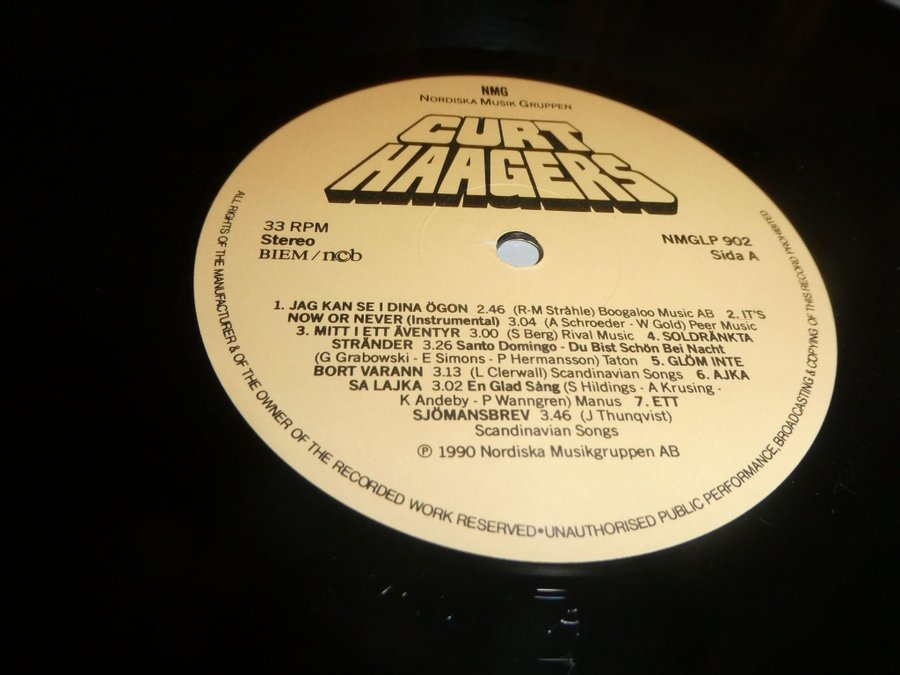 NMG
NORDISKA MUSIK GRUPPEN
CURT
HAAGERS
33 RPM
Stereo
BIEM/ncb
NMGLP 902
Sida A
1. JAG KAN SE I DINA ÖGON 2.46 (R-M Stråhle) Boogaloo Music AB 2. IT'S
NOW OR NEVER (Instrumental) 3.04 (A Schroeder - W Gold) Peer Music
3. MITT I ETT ÄVENTYR 3.00 (S Berg) Rival Music 4. SOLDRÄNKTA
STRÄNDER 3.26 Santo Domingo - Du Bist Schön Bei Nacht
(G Grabowski - E Simons - P Hermansson) Taton 5. GLÖM INTE
BORT VARANN 3.13 (L Clerwall) Scandinavian Songs 6. AJKA
SA LAJKA 3.02 En Glad Sång (S Hildings - A Krusing -
K Andeby - P Wanngren) Manus 7. ETT
SJÖMANSBREV 3.46 (J Thunqvist)
Scandinavian Songs
℗ 1990 Nordiska Musikgruppen AB
ALL RIGHTS OF THE MANUFACTURER & OF THE OWNER OF THE RECORDED WORK RESERVED•UNAUTHORISED PUBLIC PERFORMANCE, BROADCASTING & COPYING OF THIS RECORD PROHIBITED